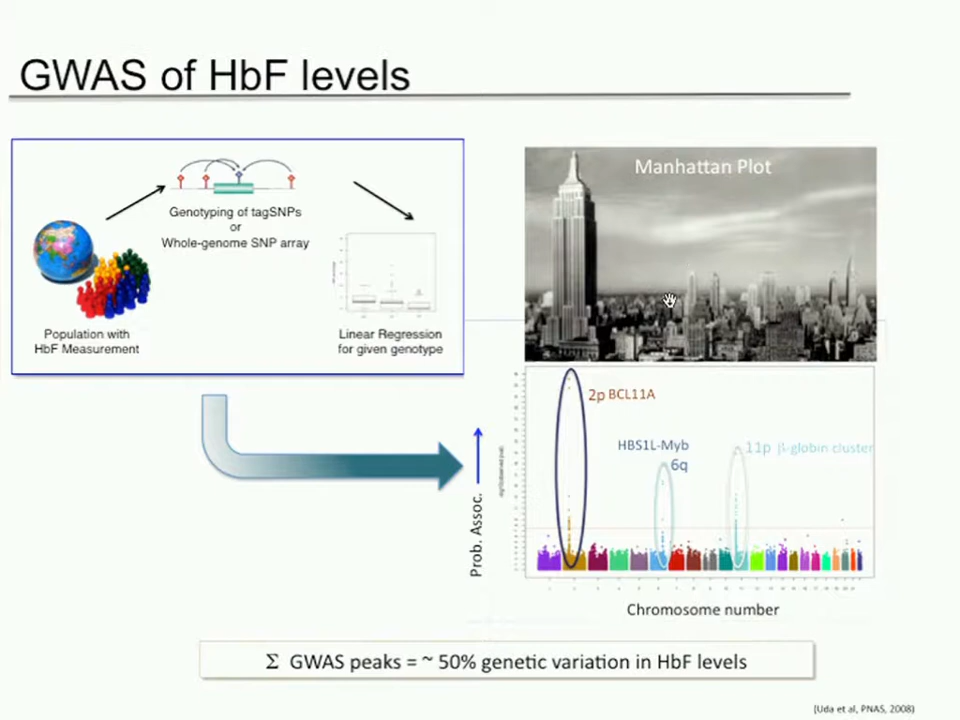 GWAS of HbF levels
Genotyping of tagSNPs
or
Whole-genome SNP array
Population with
HbF Measurement
Linear Regression
for given genotype
Manhattan Plot
2p BCL11A
HBS1L-Myb
6q
11p β-globin cluster
Prob. Assoc.
Chromosome number
Σ GWAS peaks = ~ 50% genetic variation in HbF levels
(Uda et al, PNAS, 2008)